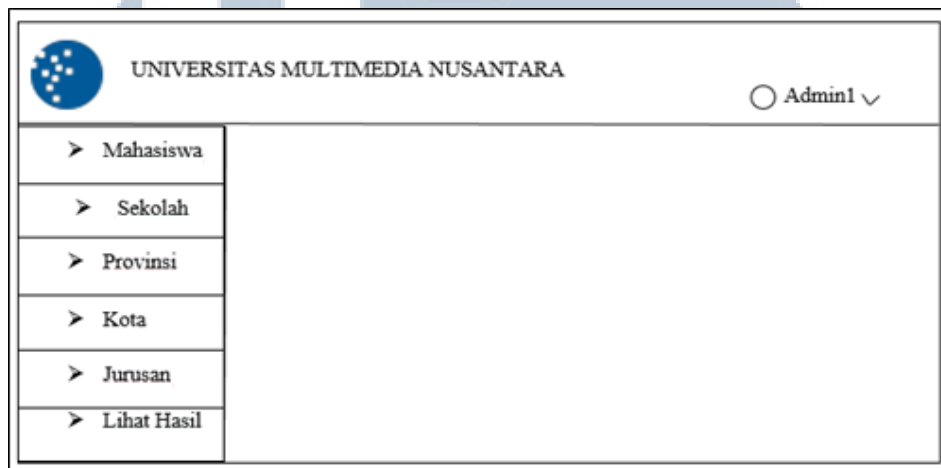 UNIVERSITAS MULTIMEDIA NUSANTARA
Admin1
Mahasiswa
Sekolah
Provinsi
Kota
Jurusan
Lihat Hasil